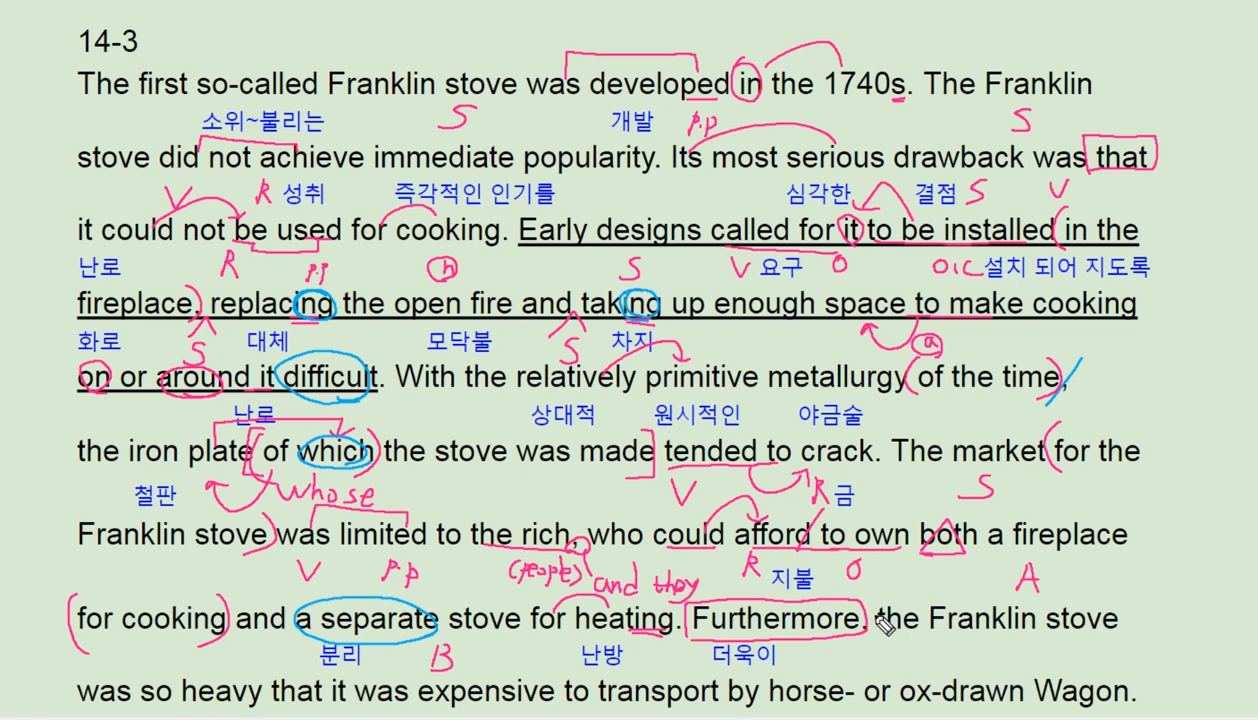 14-3
The first so-called Franklin stove was developed in the 1740s. The Franklin
소위~불리는 S 개발 p.p S
stove did not achieve immediate popularity. Its most serious drawback was that
V R 성취 즉각적인 인기를 심각한 결점 S V
it could not be used for cooking. Early designs called for it to be installed (in the
난로 R p.p n S V 요구 O O.C 설치 되어 지도록
fireplace) replacing the open fire and taking up enough space to make cooking
화로 S 대체 모닥불 S 차지 a
on or around it difficult. With the relatively primitive metallurgy (of the time),
난로 상대적 원시적인 야금술
the iron plate [(of which) the stove was made] tended to crack. The market (for the
철판 whose V R 금 S
Franklin stove) was limited to the rich, who could afford to own both a fireplace
V p.p (people) and they R 지불 O A
(for cooking) and a separate stove for heating. Furthermore, the Franklin stove
분리 B 난방 더욱이
was so heavy that it was expensive to transport by horse- or ox-drawn Wagon.